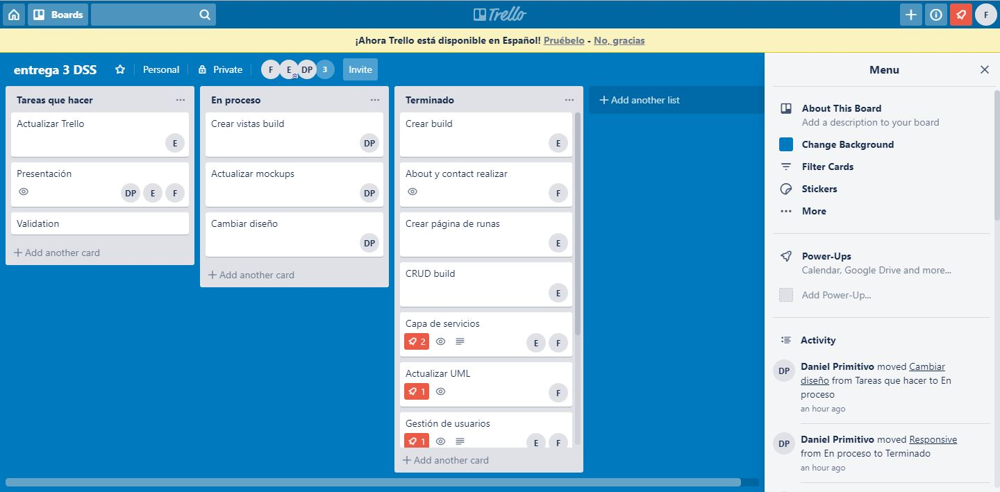 Boards
Trello
F
¡Ahora Trello está disponible en Español! Pruébelo - No, gracias
entrega 3 DSS
Personal
Private
F E DP 3
Invite
Tareas que hacer
Actualizar Trello
E
Presentación
DP E F
Validation
+ Add another card
En proceso
Crear vistas build
DP
Actualizar mockups
DP
Cambiar diseño
DP
+ Add another card
Terminado
Crear build
E
About y contact realizar
F
Crear página de runas
E
CRUD build
E
Capa de servicios
2 E F
Actualizar UML
1 F
Gestión de usuarios
1 E F
+ Add another card
+ Add another list
Menu
About This Board
Add a description to your board
Change Background
Filter Cards
Stickers
More
Power-Ups
Calendar, Google Drive and more...
Add Power-Up...
Activity
DP Daniel Primitivo moved Cambiar
diseño from Tareas que hacer to En
proceso
an hour ago
DP Daniel Primitivo moved Responsive
from En proceso to Terminado
an hour ago